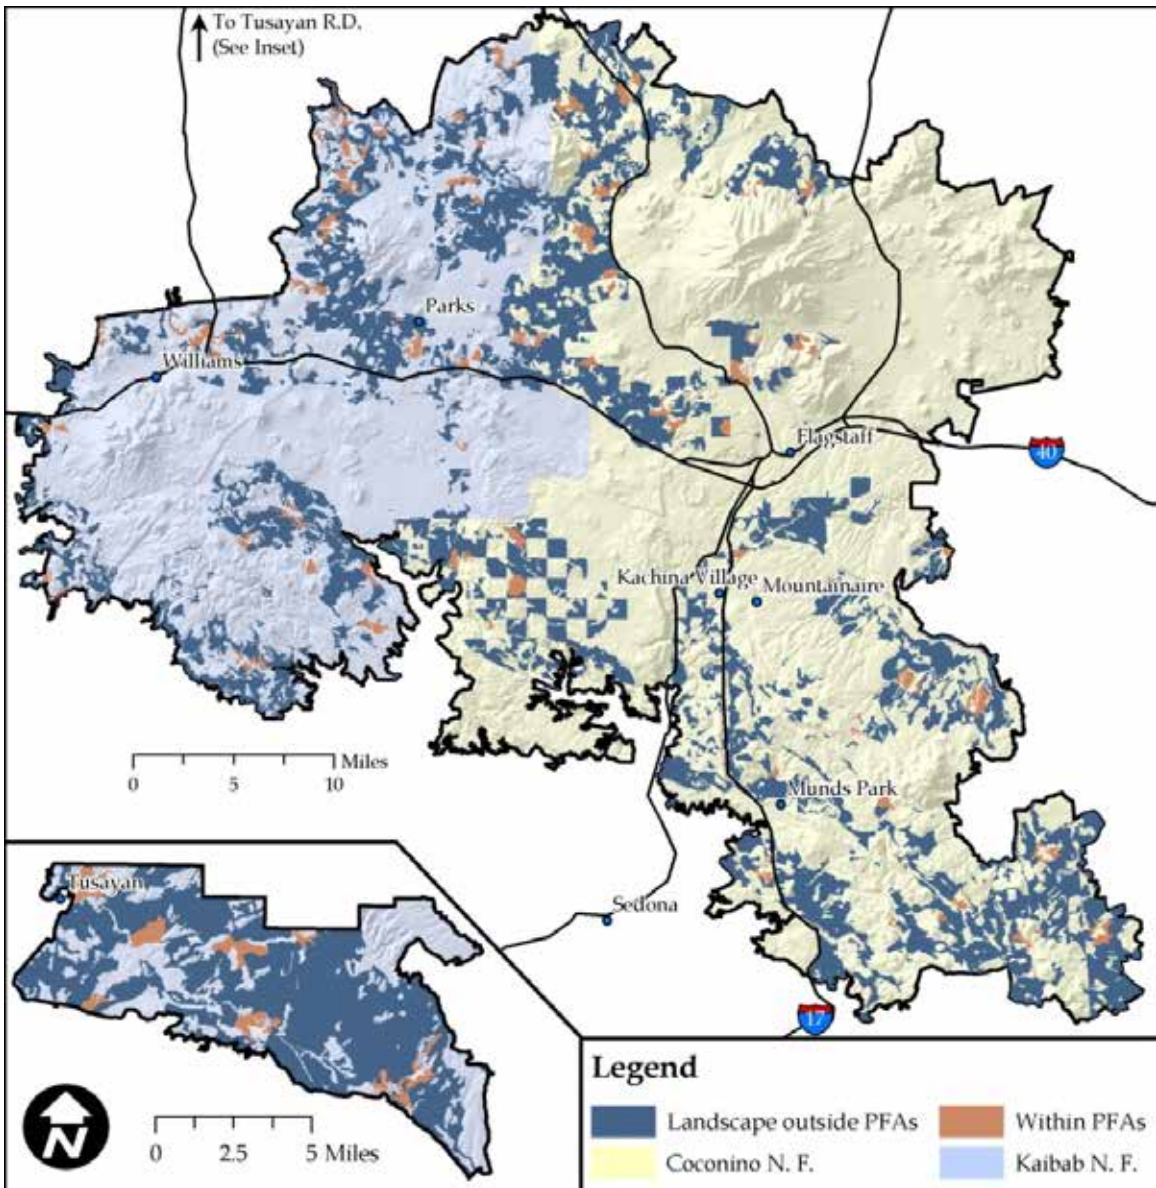 To Tusayan R.D.
(See Inset)
Parks
Williams
Flagstaff
40
Kachina Village
Mountainaire
Miles
0 5 10
Munds Park
Sedona
17
Tusayan
N
0 2.5 5 Miles
Legend
Landscape outside PFAs
Within PFAs
Coconino N. F.
Kaibab N. F.